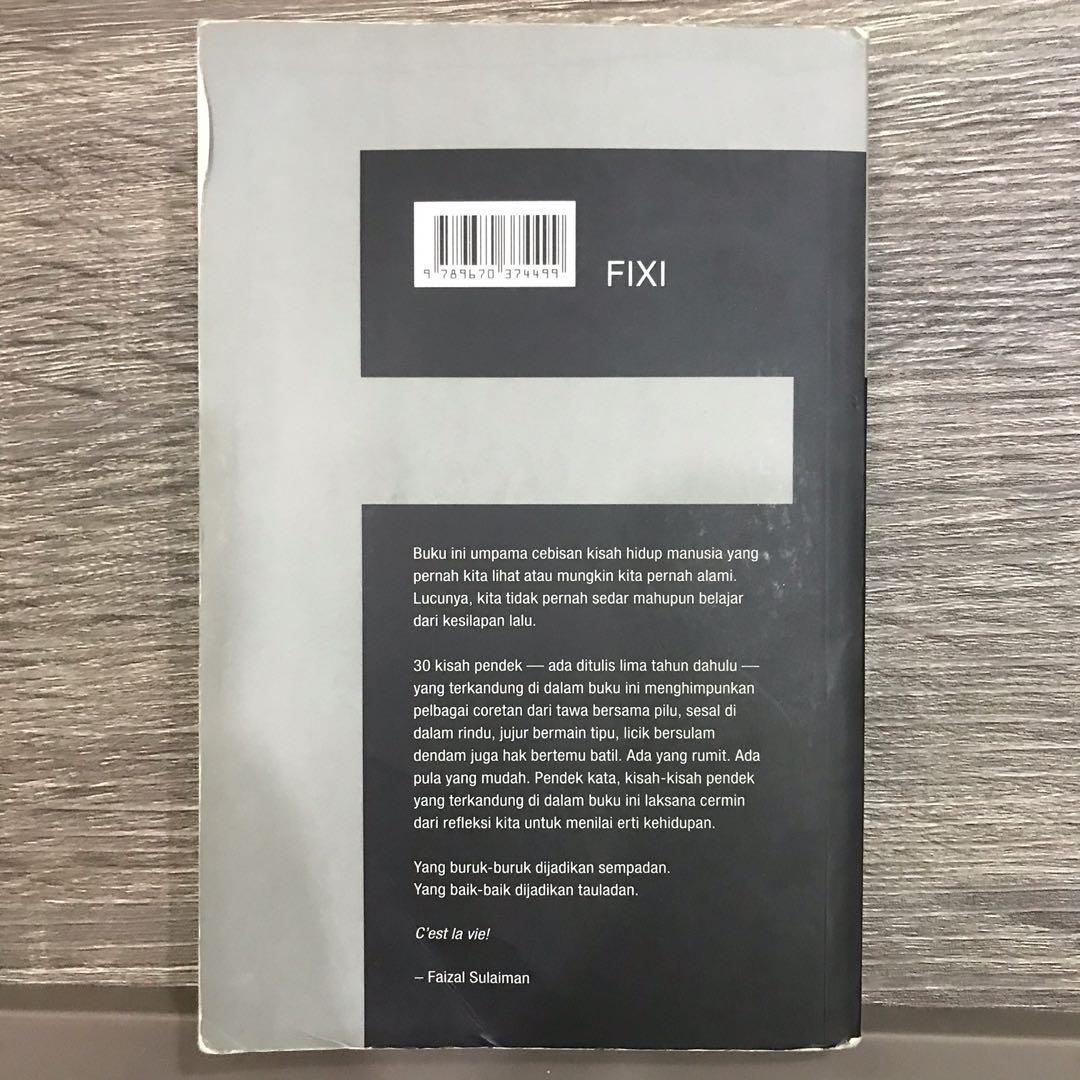 9 789670 374499
FIXI
Buku ini umpama cebisan kisah hidup manusia yang
pernah kita lihat atau mungkin kita pernah alami.
Lucunya, kita tidak pernah sedar mahupun belajar
dari kesilapan lalu.
30 kisah pendek — ada ditulis lima tahun dahulu —
yang terkandung di dalam buku ini menghimpunkan
pelbagai coretan dari tawa bersama pilu, sesal di
dalam rindu, jujur bermain tipu, licik bersulam
dendam juga hak bertemu batil. Ada yang rumit. Ada
pula yang mudah. Pendek kata, kisah-kisah pendek
yang terkandung di dalam buku ini laksana cermin
dari refleksi kita untuk menilai erti kehidupan.
Yang buruk-buruk dijadikan sempadan.
Yang baik-baik dijadikan tauladan.
C'est la vie!
– Faizal Sulaiman